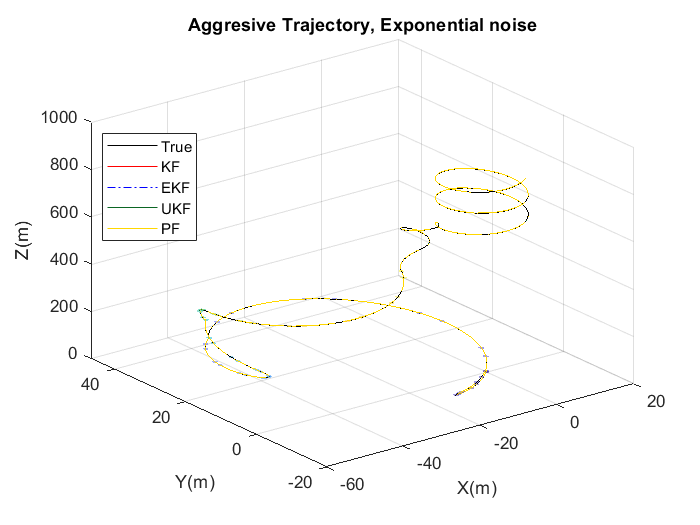 Aggresive Trajectory, Exponential noise
1000
800
600
400
200
0
Z(m)
True
KF
EKF
UKF
PF
40
20
0
-20
Y(m)
-60
-40
-20
0
20
X(m)